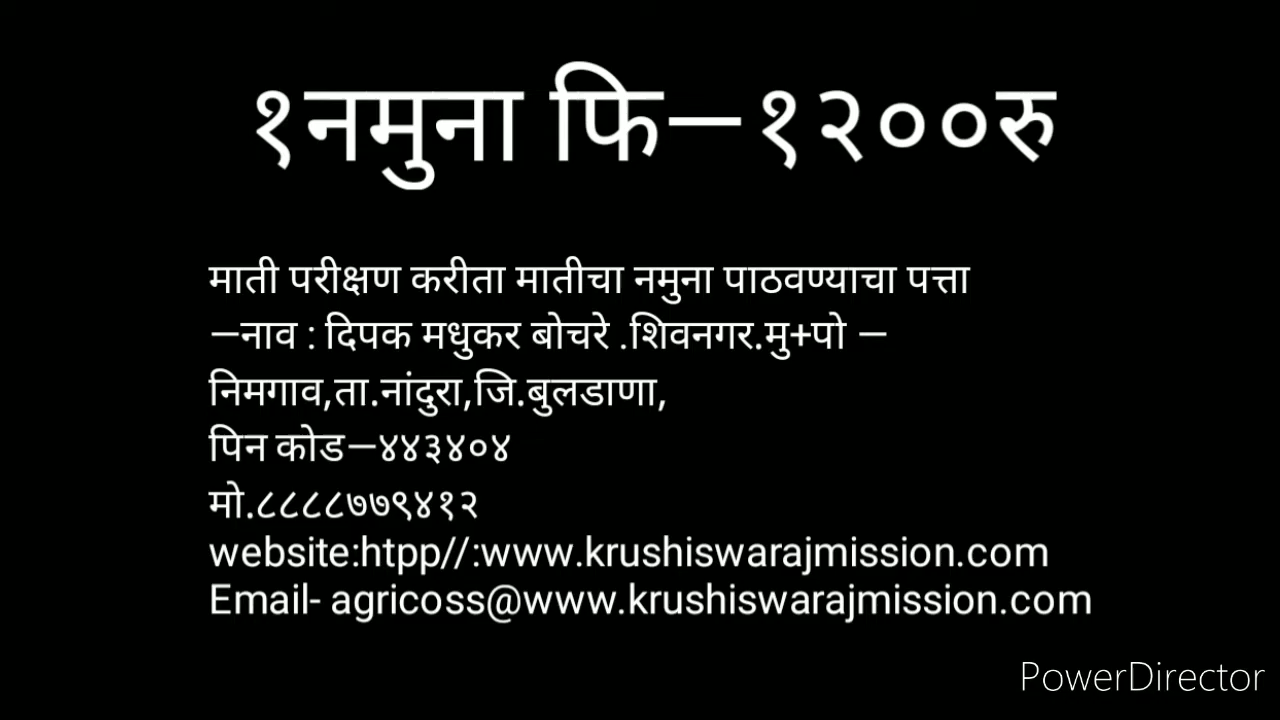 १नमुना फि—१२००रु
माती परीक्षण करीता मातीचा नमुना पाठवण्याचा पत्ता
—नाव : दिपक मधुकर बोचरे .शिवनगर.मु+पो —
निमगाव,ता.नांदुरा,जि.बुलडाणा,
पिन कोड—४४३४०४
मो.८८८८७७९४१२
website:htpp//:www.krushiswarajmission.com
Email- agricoss@www.krushiswarajmission.com
PowerDirector